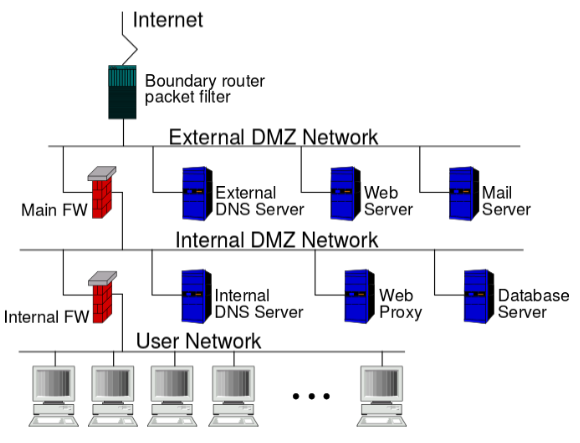 Internet
Boundary router
packet filter
External DMZ Network
Main FW
External
DNS Server
Web
Server
Mail
Server
Internal DMZ Network
Internal FW
Internal
DNS Server
Web
Proxy
Database
Server
User Network